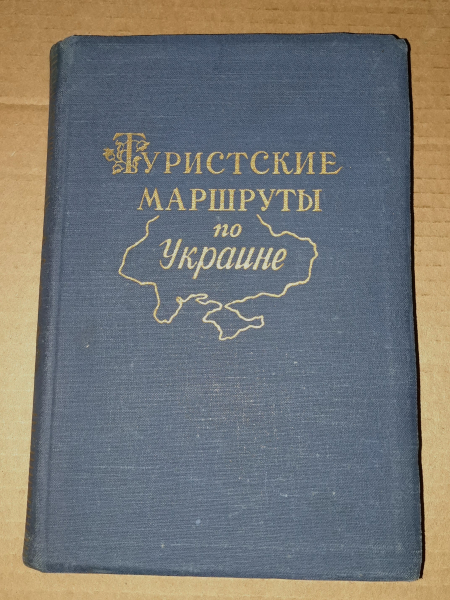 Туристские
маршруты
по
Украине